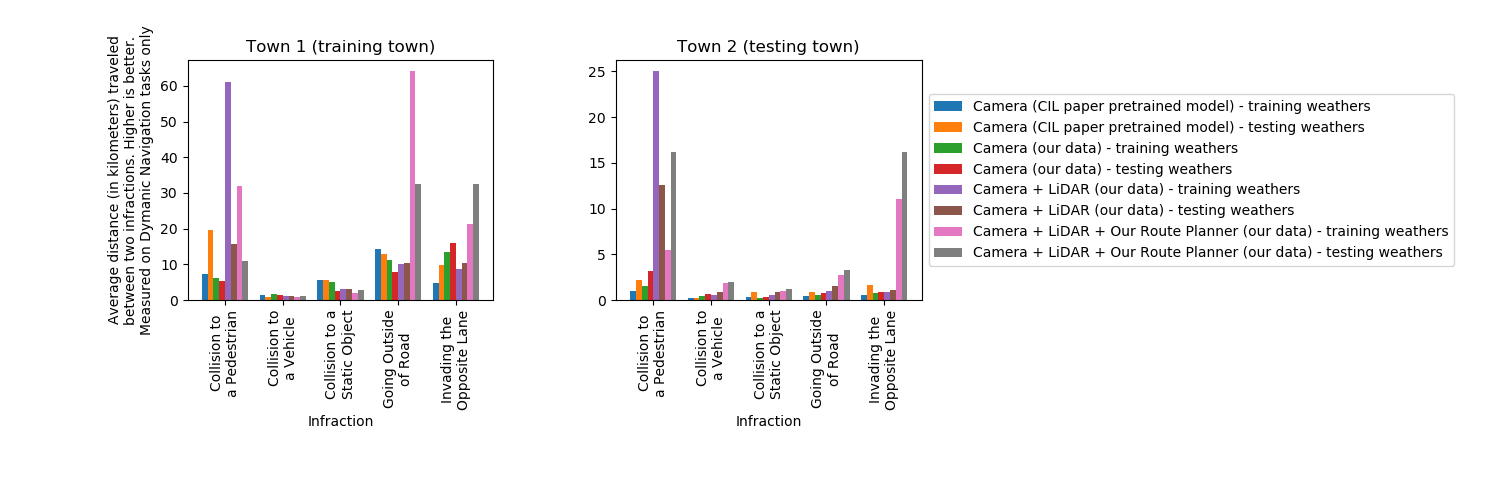 Average distance (in kilometers) traveled
between two infractions. Higher is better.
Measured on Dymanic Navigation tasks only
Town 1 (training town)
60
50
40
30
20
10
0
Collision to
a Pedestrian
Collision to
a Vehicle
Collision to a
Static Object
Going Outside
of Road
Invading the
Opposite Lane
Infraction
Town 2 (testing town)
25
20
15
10
5
0
Collision to
a Pedestrian
Collision to
a Vehicle
Collision to a
Static Object
Going Outside
of Road
Invading the
Opposite Lane
Infraction
Camera (CIL paper pretrained model) - training weathers
Camera (CIL paper pretrained model) - testing weathers
Camera (our data) - training weathers
Camera (our data) - testing weathers
Camera + LiDAR (our data) - training weathers
Camera + LiDAR (our data) - testing weathers
Camera + LiDAR + Our Route Planner (our data) - training weathers
Camera + LiDAR + Our Route Planner (our data) - testing weathers